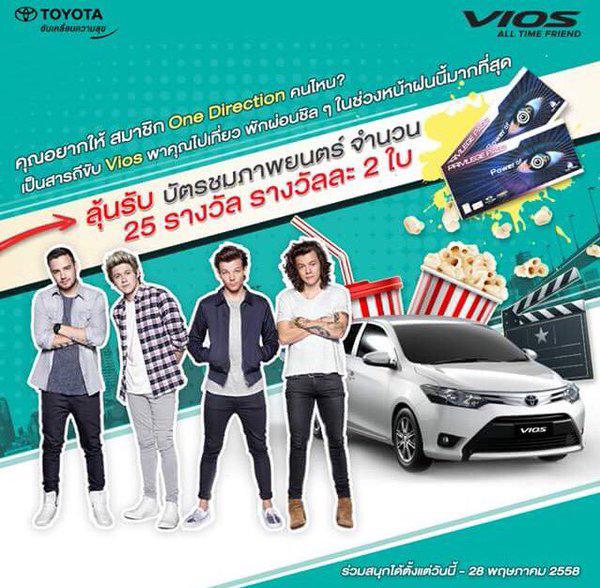 TOYOTA
ขับเคลื่อนความสุข
VIOS
ALL TIME FRIEND
คุณอยากให้ สมาชิก One Direction คนไหน?
เป็นสารถีขับ Vios พาคุณไปเที่ยว พักผ่อนชิล ๆ ในช่วงหน้าฝนนี้มากที่สุด
ลุ้นรับ บัตรชมภาพยนตร์ จำนวน
25 รางวัล รางวัลละ 2 ใบ
PRIVILEGE PASS
Power of
PRIVILEGE PASS
Power of
VIOS
ร่วมสนุกได้ตั้งแต่วันนี้ - 28 พฤษภาคม 2558